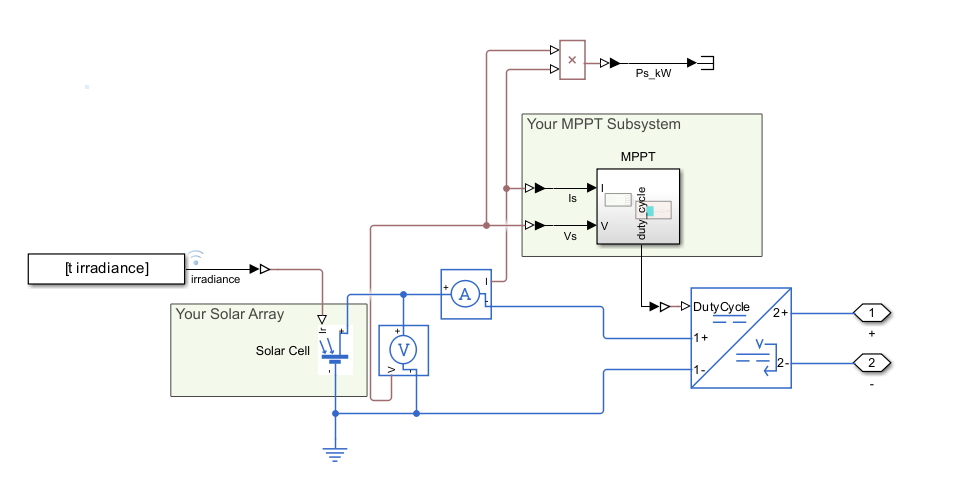 Ps_kW
Your MPPT Subsystem
MPPT
I
Is
duty_cycle
V
Vs
[t irradiance]
irradiance
A
I
+
-
Your Solar Array
Ir
+
Solar Cell
-
+
V
V
-
DutyCycle
2+
1
+
1+
V
1-
2-
2
-